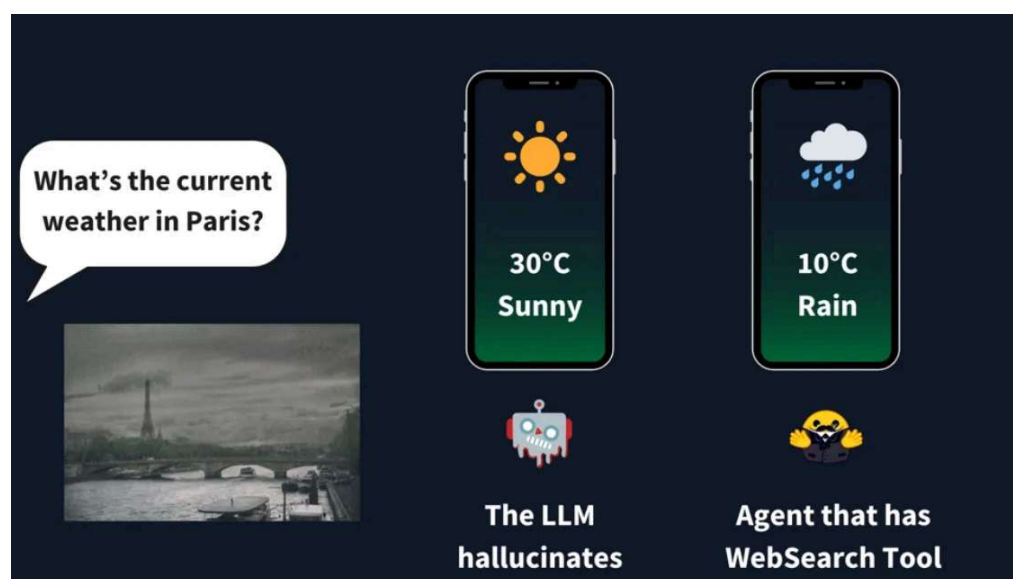 What’s the current
weather in Paris?
30°C
Sunny
The LLM
hallucinates
10°C
Rain
Agent that has
WebSearch Tool